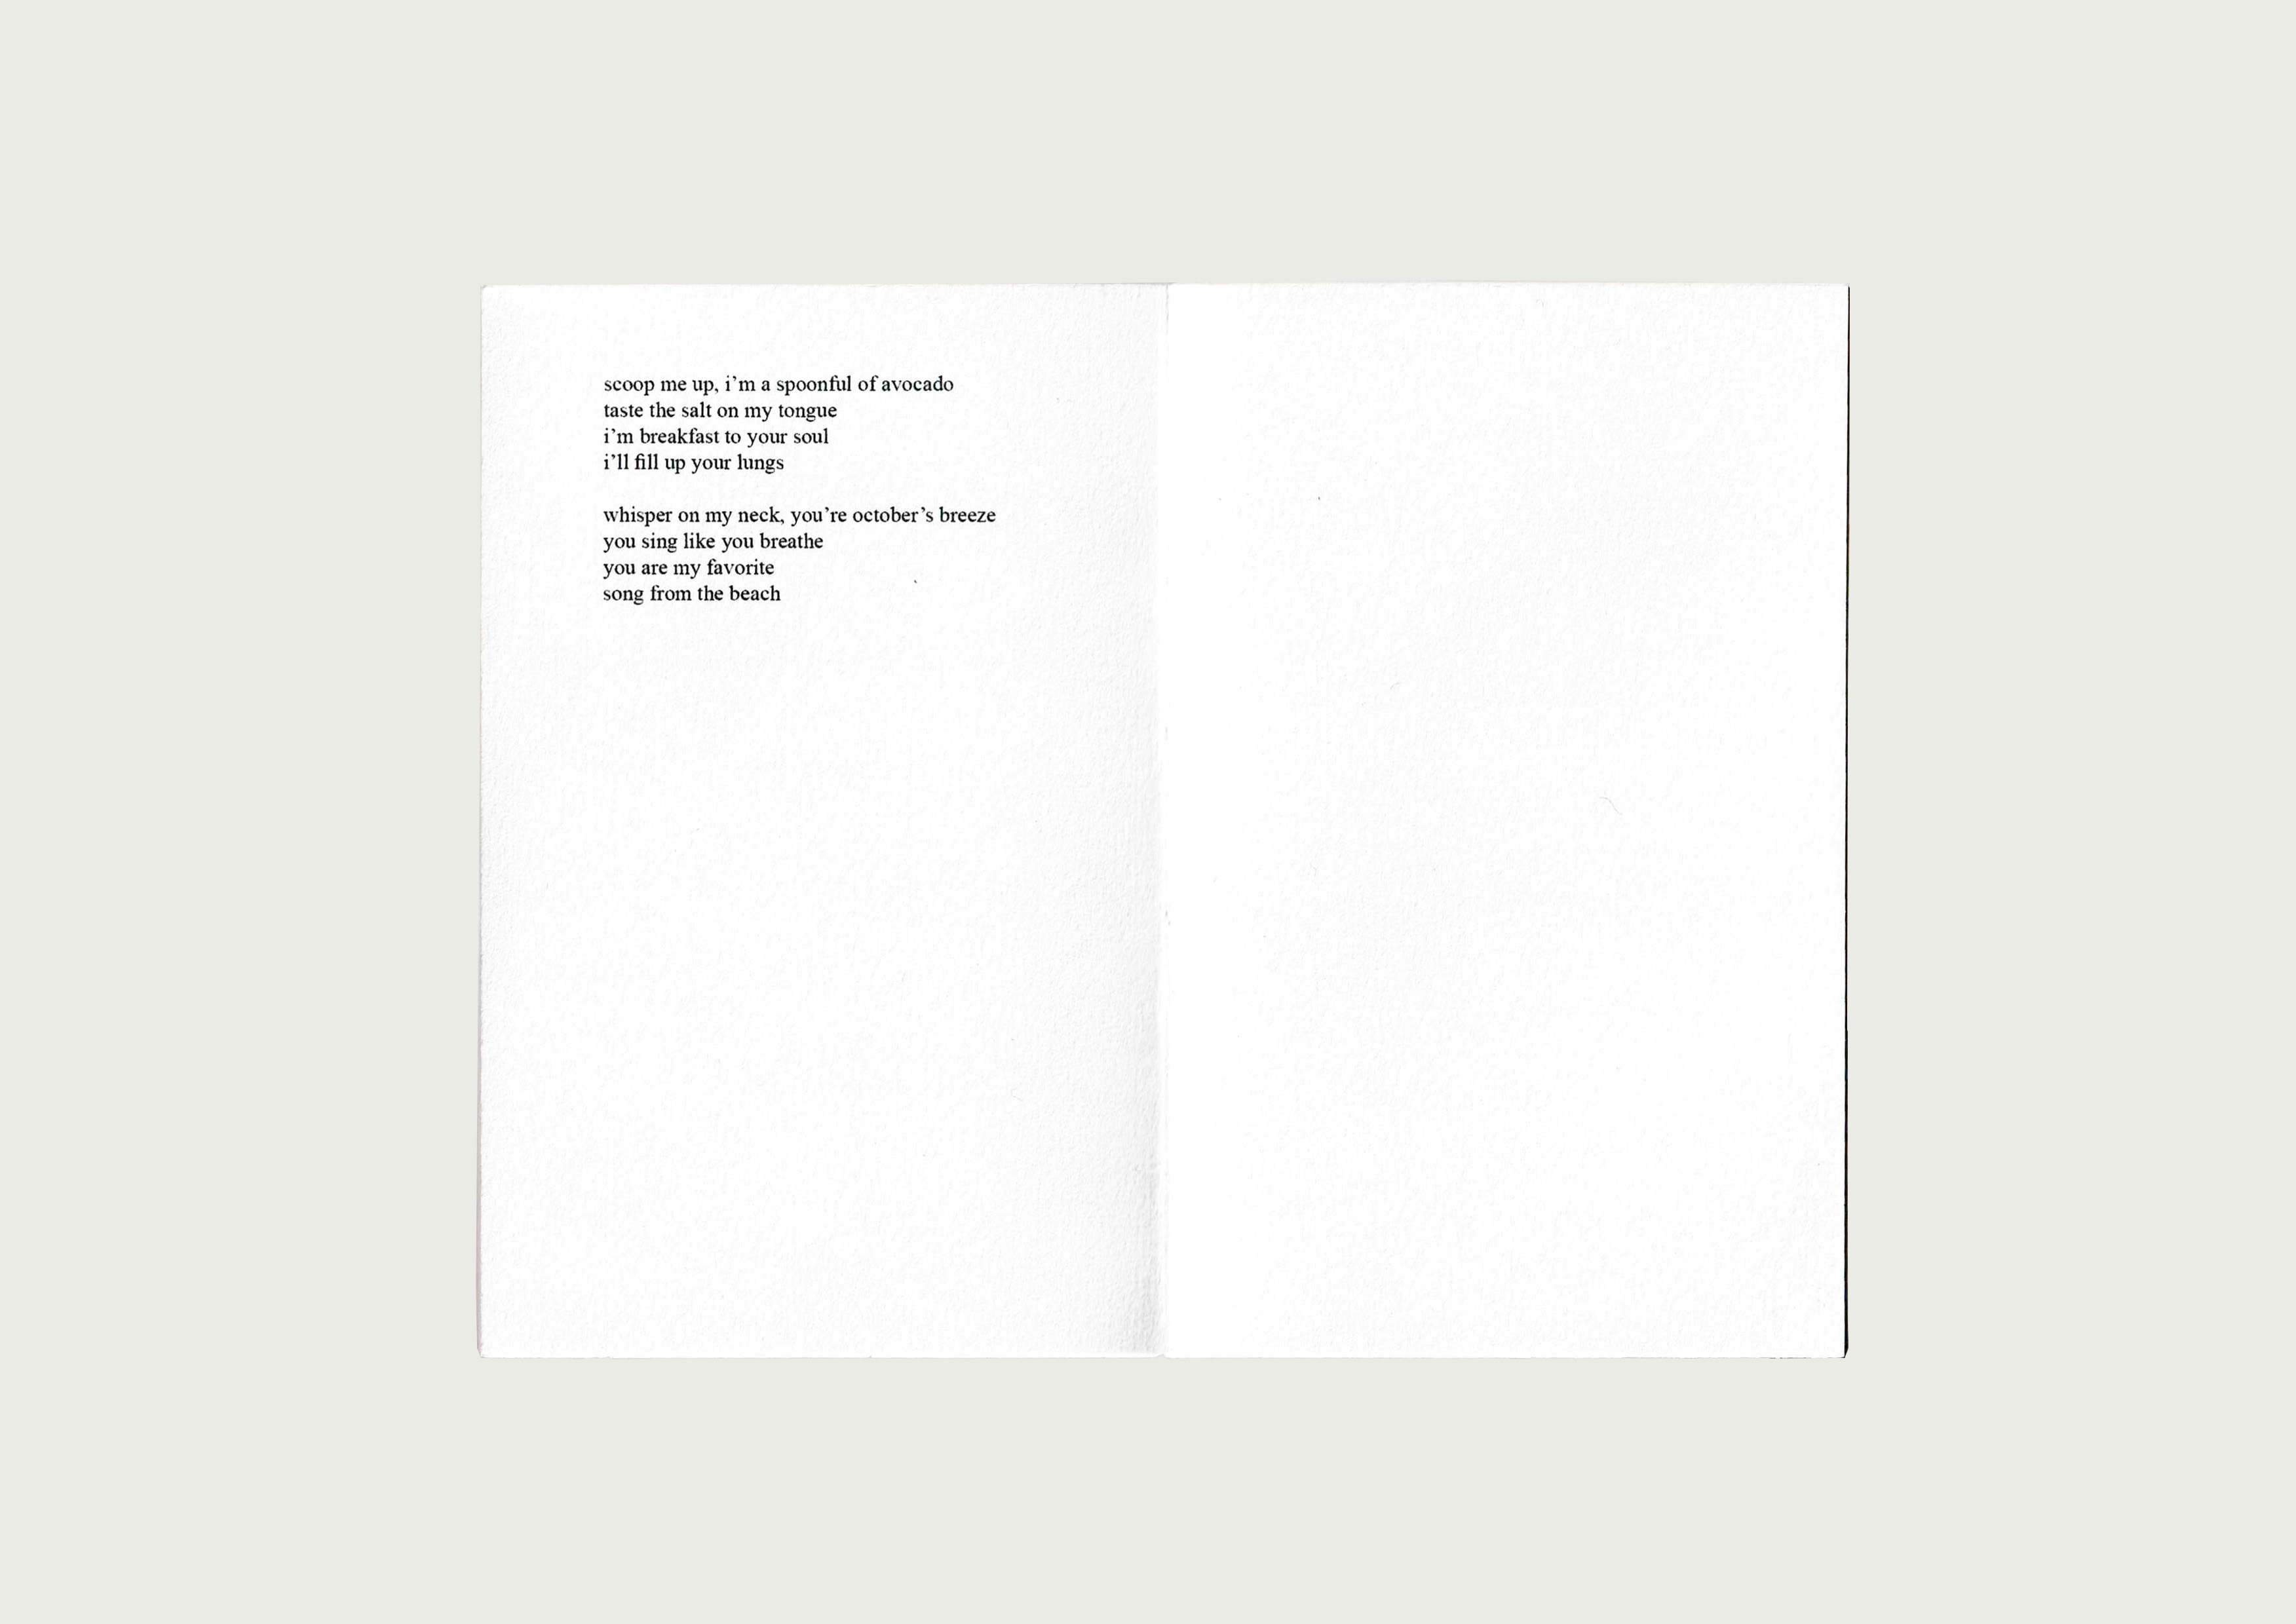 scoop me up, i’m a spoonful of avocado
taste the salt on my tongue
i’m breakfast to your soul
i’ll fill up your lungs

whisper on my neck, you’re october’s breeze
you sing like you breathe
you are my favorite
song from the beach